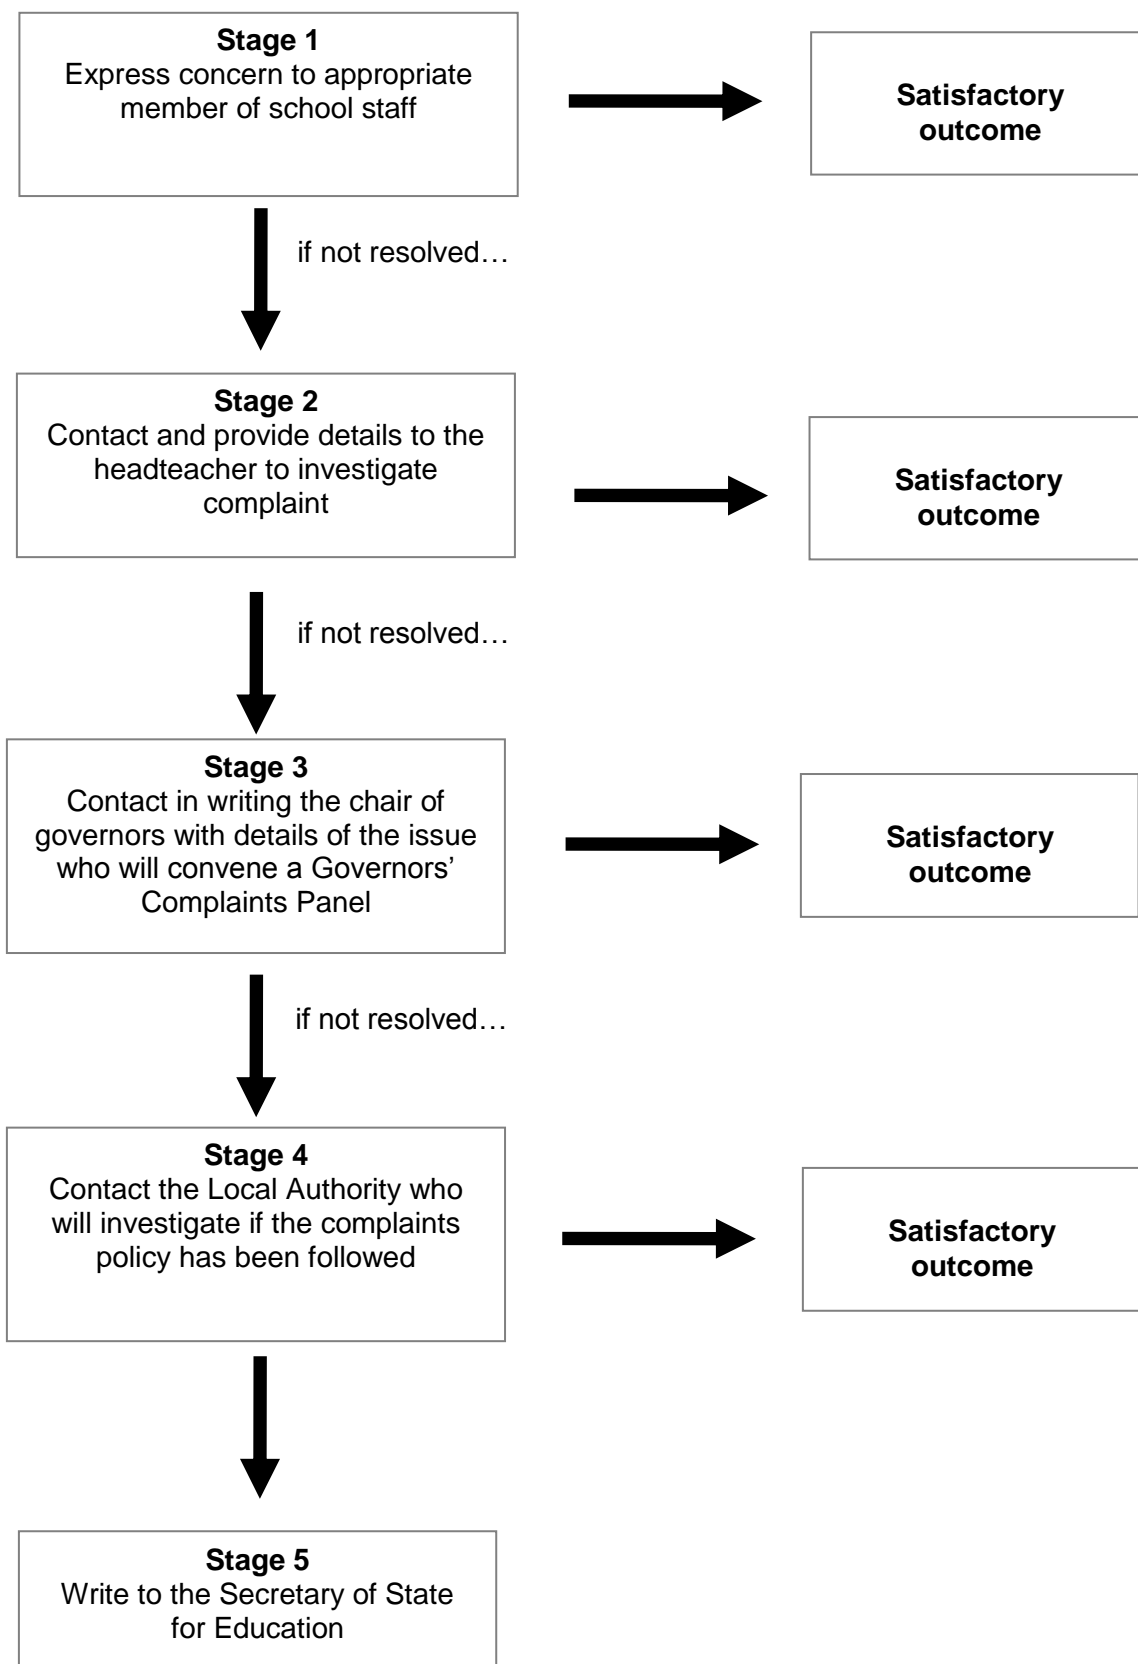 Stage 1
Express concern to appropriate
member of school staff
Satisfactory
outcome
if not resolved…
Stage 2
Contact and provide details to the
headteacher to investigate
complaint
Satisfactory
outcome
if not resolved…
Stage 3
Contact in writing the chair of
governors with details of the issue
who will convene a Governors’
Complaints Panel
Satisfactory
outcome
if not resolved…
Stage 4
Contact the Local Authority who
will investigate if the complaints
policy has been followed
Satisfactory
outcome
Stage 5
Write to the Secretary of State
for Education